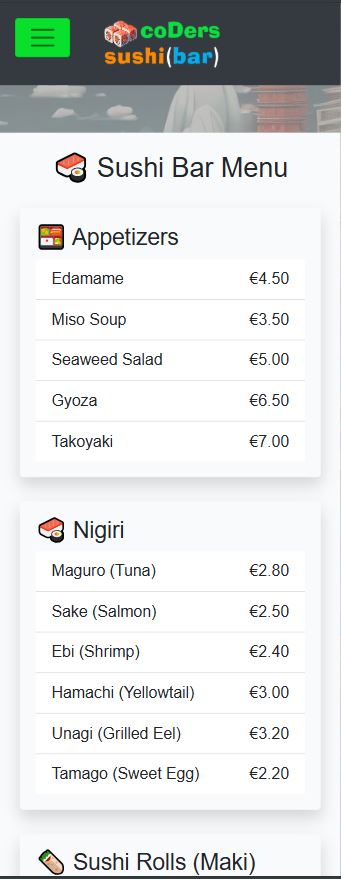 coDers
sushi(bar)
Sushi Bar Menu
Appetizers
Edamame €4.50
Miso Soup €3.50
Seaweed Salad €5.00
Gyoza €6.50
Takoyaki €7.00
Nigiri
Maguro (Tuna) €2.80
Sake (Salmon) €2.50
Ebi (Shrimp) €2.40
Hamachi (Yellowtail) €3.00
Unagi (Grilled Eel) €3.20
Tamago (Sweet Egg) €2.20
Sushi Rolls (Maki)